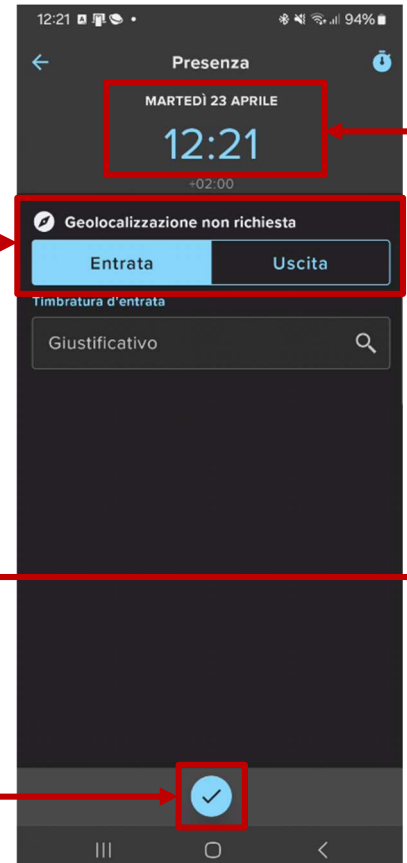 12:21
94%
Presenza
MARTEDÌ 23 APRILE
12:21
+02:00
Geolocalizzazione non richiesta
Entrata Uscita
Timbratura d'entrata
Giustificativo